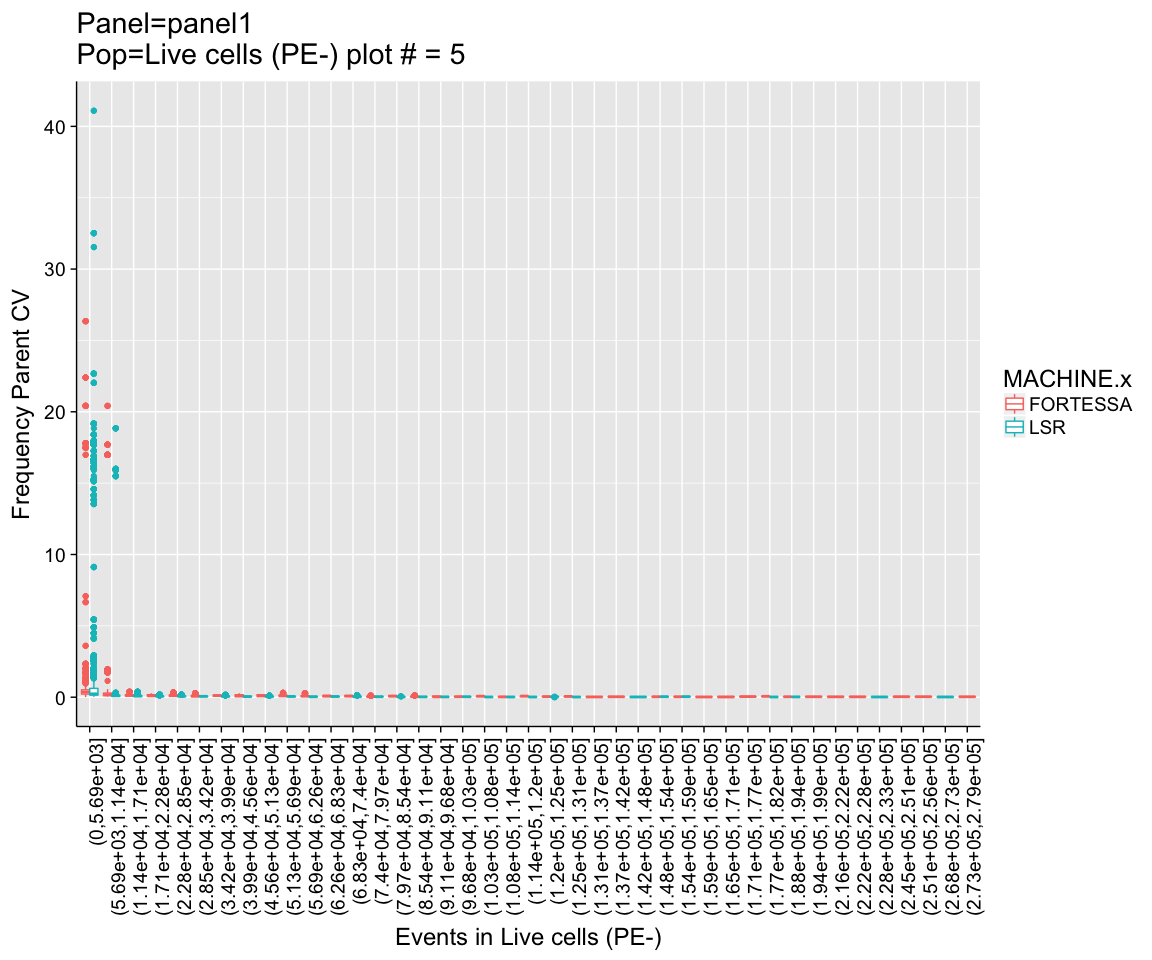 Panel=panel1
Pop=Live cells (PE-) plot # = 5
Frequency Parent CV
40
30
20
10
0
MACHINE.x
FORTESSA
LSR
(0,5.69e+03]
(5.69e+03,1.14e+04]
(1.14e+04,1.71e+04]
(1.71e+04,2.28e+04]
(2.28e+04,2.85e+04]
(2.85e+04,3.42e+04]
(3.42e+04,3.99e+04]
(3.99e+04,4.56e+04]
(4.56e+04,5.13e+04]
(5.13e+04,5.69e+04]
(5.69e+04,6.26e+04]
(6.26e+04,6.83e+04]
(6.83e+04,7.4e+04]
(7.4e+04,7.97e+04]
(7.97e+04,8.54e+04]
(8.54e+04,9.11e+04]
(9.11e+04,9.68e+04]
(9.68e+04,1.03e+05]
(1.03e+05,1.08e+05]
(1.08e+05,1.14e+05]
(1.14e+05,1.2e+05]
(1.2e+05,1.25e+05]
(1.25e+05,1.31e+05]
(1.31e+05,1.37e+05]
(1.37e+05,1.42e+05]
(1.42e+05,1.48e+05]
(1.48e+05,1.54e+05]
(1.54e+05,1.59e+05]
(1.59e+05,1.65e+05]
(1.65e+05,1.71e+05]
(1.71e+05,1.77e+05]
(1.77e+05,1.82e+05]
(1.88e+05,1.94e+05]
(1.94e+05,1.99e+05]
(2.16e+05,2.22e+05]
(2.22e+05,2.28e+05]
(2.28e+05,2.33e+05]
(2.45e+05,2.51e+05]
(2.51e+05,2.56e+05]
(2.68e+05,2.73e+05]
(2.73e+05,2.79e+05]
Events in Live cells (PE-)